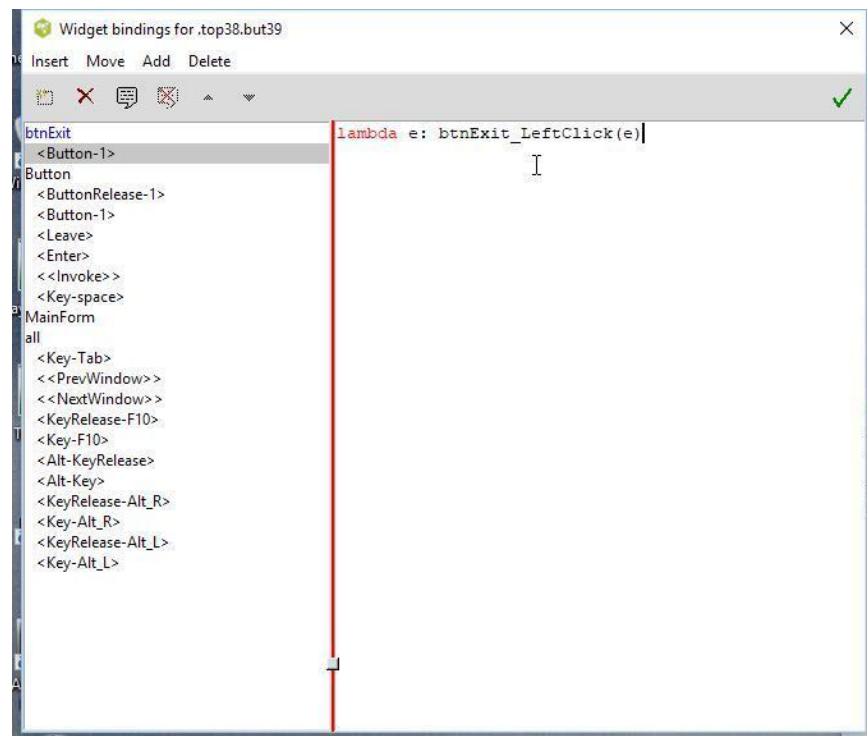 Widget bindings for .top38.but39
Insert Move Add Delete
btnExit
<Button-1>
lambda e: btnExit_LeftClick(e)
Button
<ButtonRelease-1>
<Button-1>
<Leave>
<Enter>
<<Invoke>>
<Key-space>
MainForm
all
<Key-Tab>
<<PrevWindow>>
<<NextWindow>>
<KeyRelease-F10>
<Key-F10>
<Alt-KeyRelease>
<Alt-Key>
<KeyRelease-Alt_R>
<Key-Alt_R>
<KeyRelease-Alt_L>
<Key-Alt_L>